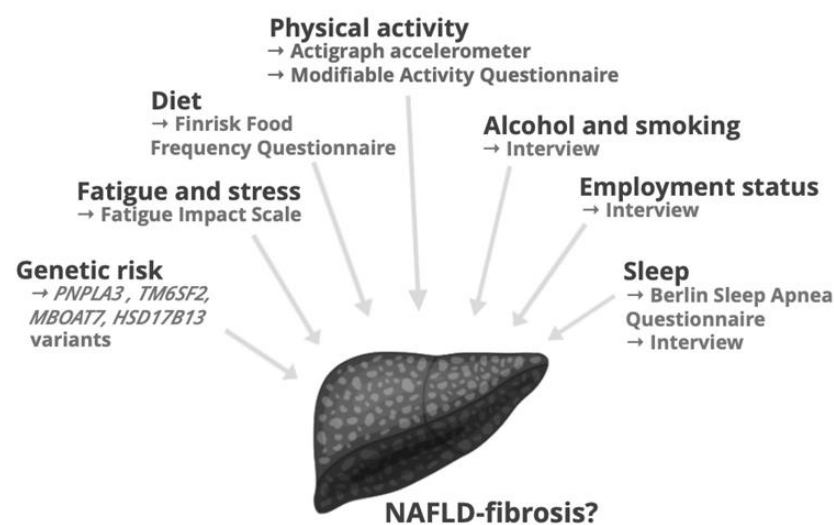 Physical activity
→ Actigraph accelerometer
→ Modifiable Activity Questionnaire
Diet
→ Finrisk Food
Frequency Questionnaire
Alcohol and smoking
→ Interview
Fatigue and stress
→ Fatigue Impact Scale
Employment status
→ Interview
Genetic risk
→ PNPLA3 , TM6SF2,
MBOAT7, HSD17B13
variants
Sleep
→ Berlin Sleep Apnea
Questionnaire
→ Interview
NAFLD-fibrosis?